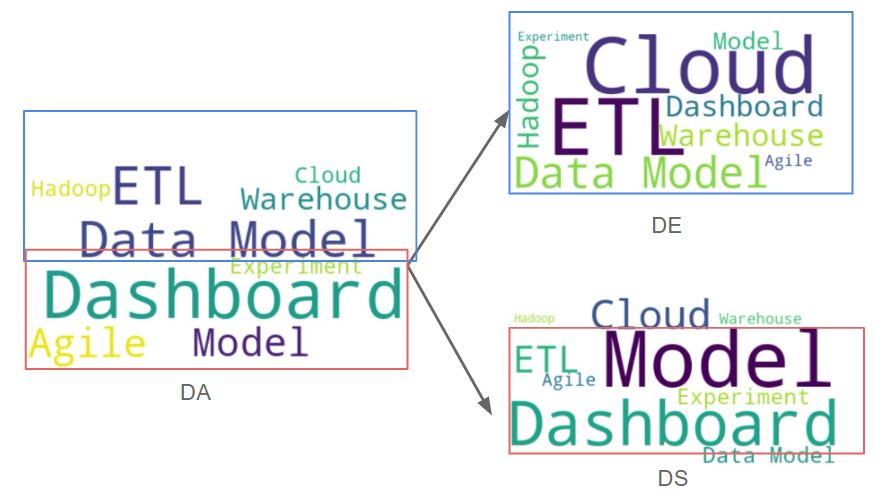 Hadoop
ETL
Cloud
Warehouse
Data Model
Experiment
Dashboard
Agile
Model
DA
Experiment
Hadoop
Cloud
Model
ETL
Dashboard
Warehouse
Data Model
Agile
DE
Hadoop
Cloud
Warehouse
ETL
Model
Agile
Experiment
Dashboard
Data Model
DS